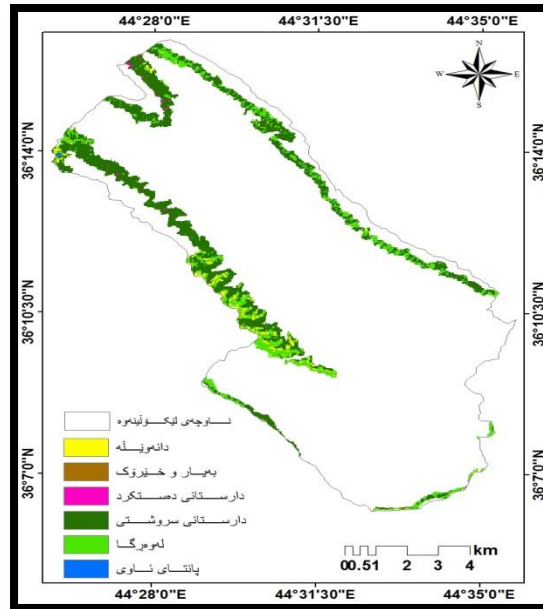 44°28'0"E 44°31'30"E 44°35'0"E
N
W E
S
36°14'0"N 36°14'0"N
36°10'30"N 36°10'30"N
36°7'0"N 36°7'0"N
ناوچەی لێکۆڵینەوە
دانەوێڵە
بەیار و خێرۆک
دارستانی دەستکرد
دارستانی سروشتی
لەوەڕگا
پانتای ئاوی
km
0 0.5 1 2 3 4
44°28'0"E 44°31'30"E 44°35'0"E